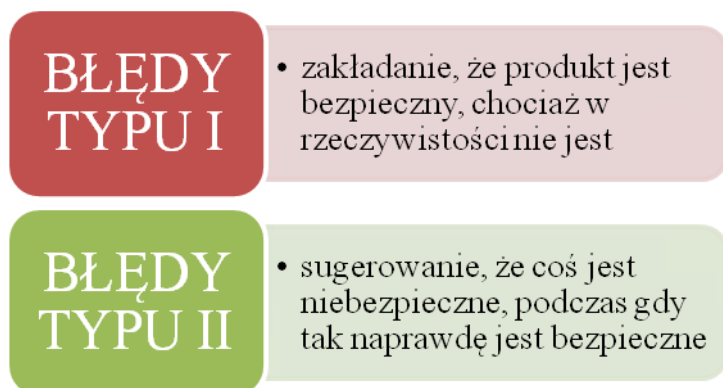 BŁĘDY
TYPU I
• zakładanie, że produkt jest
bezpieczny, chociaż w
rzeczywistości nie jest
BŁĘDY
TYPU II
• sugerowanie, że coś jest
niebezpieczne, podczas gdy
tak naprawdę jest bezpieczne